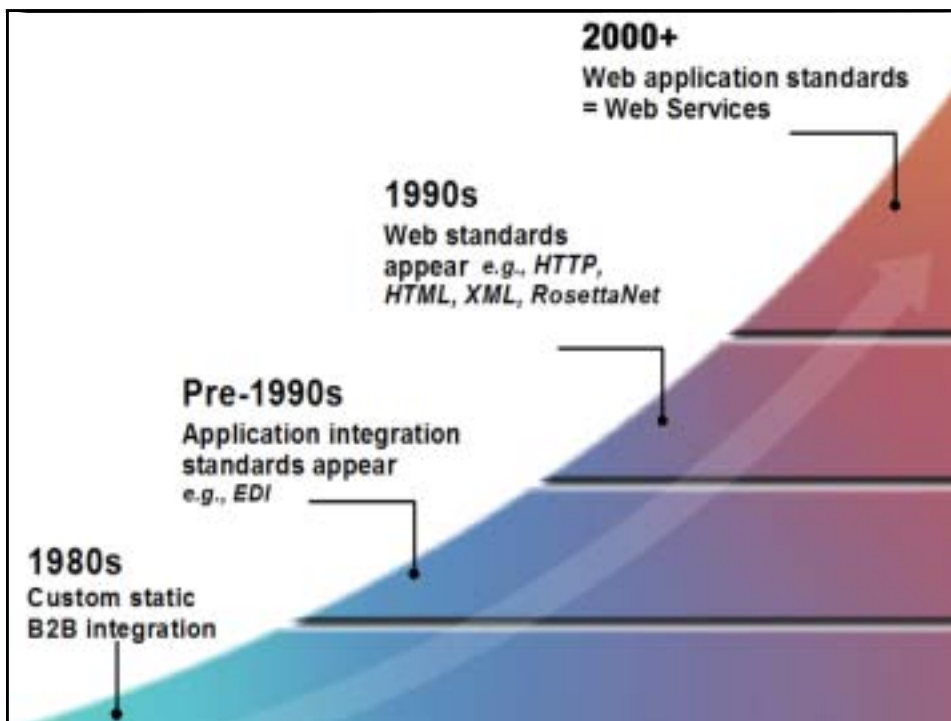 2000+
Web application standards
= Web Services
1990s
Web standards
appear e.g., HTTP,
HTML, XML, RosettaNet
Pre-1990s
Application integration
standards appear
e.g., EDI
1980s
Custom static
B2B integration